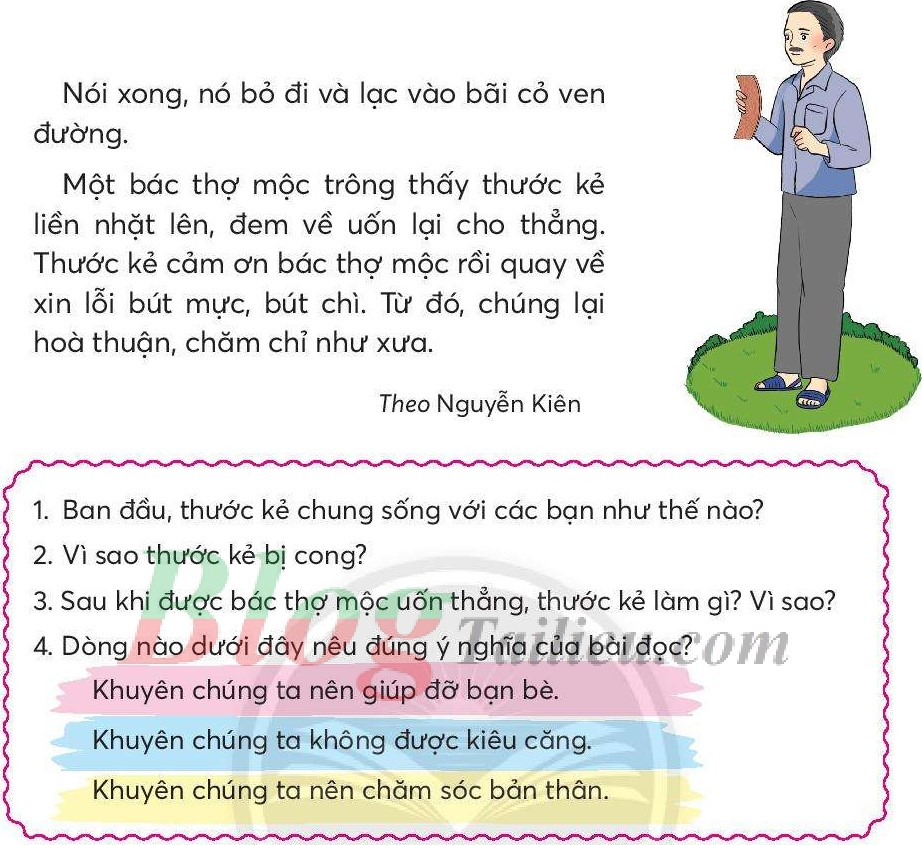 Nói xong, nó bỏ đi và lạc vào bãi cỏ ven
đường.
Một bác thợ mộc trông thấy thước kẻ
liền nhặt lên, đem về uốn lại cho thẳng.
Thước kẻ cảm ơn bác thợ mộc rồi quay về
xin lỗi bút mực, bút chì. Từ đó, chúng lại
hoà thuận, chăm chỉ như xưa.
Theo Nguyễn Kiên
1. Ban đầu, thước kẻ chung sống với các bạn như thế nào?
2. Vì sao thước kẻ bị cong?
3. Sau khi được bác thợ mộc uốn thẳng, thước kẻ làm gì? Vì sao?
4. Dòng nào dưới đây nêu đúng ý nghĩa của bài đọc?
Khuyên chúng ta nên giúp đỡ bạn bè.
Khuyên chúng ta không được kiêu căng.
Khuyên chúng ta nên chăm sóc bản thân.
Blog Tailieu.com